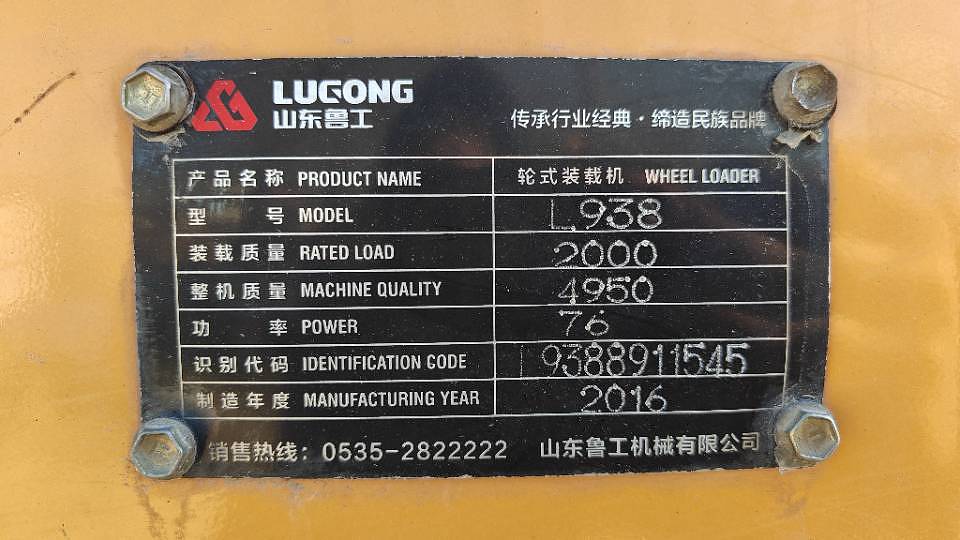 LUGONG
山东鲁工
传承行业经典·缔造民族品牌
产品名称 PRODUCT NAME 轮式装载机 WHEEL LOADER
型号 MODEL L938
装载质量 RATED LOAD 2000
整机质量 MACHINE QUALITY 4950
功率 POWER 76
识别代码 IDENTIFICATION CODE L9388911545
制造年度 MANUFACTURING YEAR 2016
销售热线：0535-2822222 山东鲁工机械有限公司